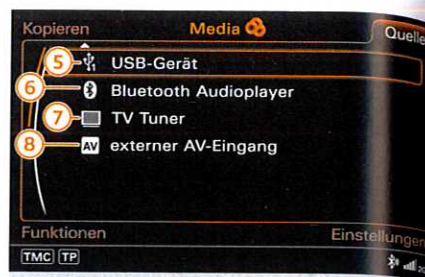 Kopieren Media Quelle
5 1 USB-Gerät
6 Bluetooth Audioplayer
7 TV Tuner
8 AV externer AV-Eingang
Funktionen Einstellungen
TMC TP